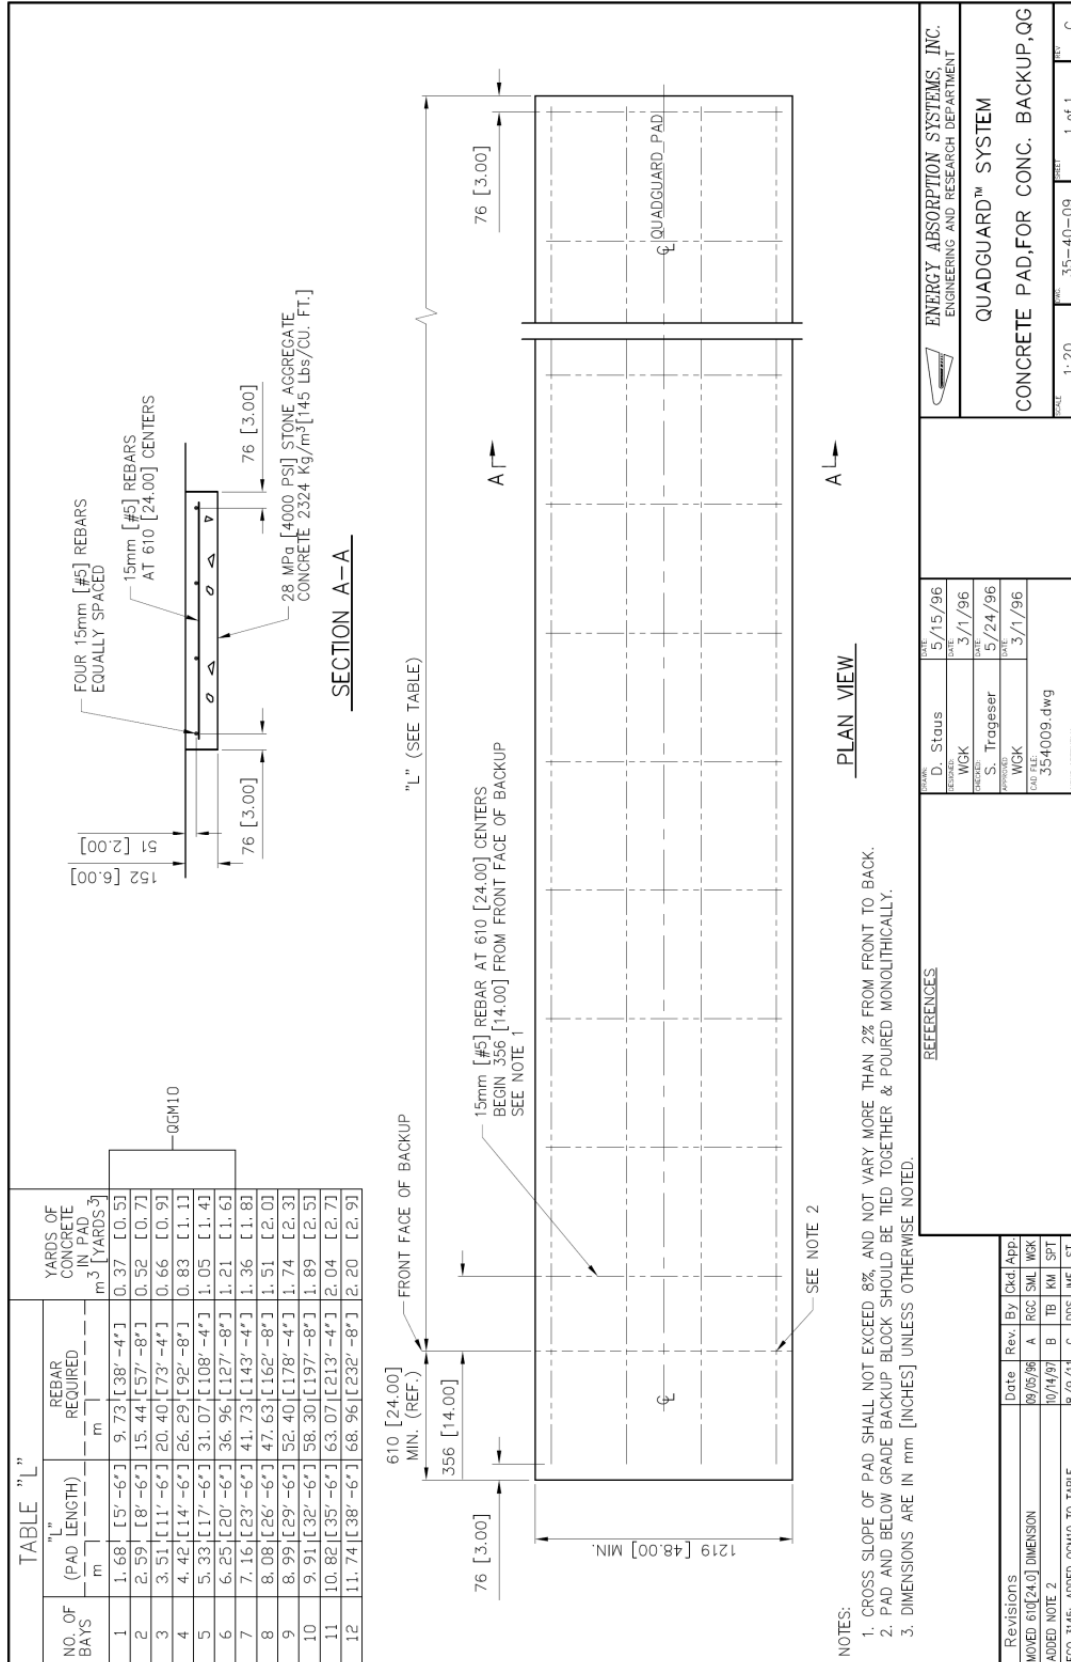 TABLE "L"
NO. OF BAYS
"L" (PAD LENGTH)
m
REBAR REQUIRED
m
YARDS OF CONCRETE IN PAD
m3 [YARDS3]
1 1.68 [5'-6"] 9.73 [38'-4"] 0.37 [0.5]
2 2.59 [8'-6"] 15.44 [57'-8"] 0.52 [0.7]
3 3.51 [11'-6"] 20.40 [73'-4"] 0.66 [0.9]
4 4.42 [14'-6"] 26.29 [92'-8"] 0.83 [1.1]
5 5.33 [17'-6"] 31.07 [108'-4"] 1.05 [1.4]
6 6.25 [20'-6"] 36.96 [127'-8"] 1.21 [1.6]
7 7.16 [23'-6"] 41.73 [143'-4"] 1.36 [1.8]
8 8.08 [26'-6"] 47.63 [162'-8"] 1.51 [2.0]
9 8.99 [29'-6"] 52.40 [178'-4"] 1.74 [2.3]
10 9.91 [32'-6"] 58.30 [197'-8"] 1.89 [2.5]
11 10.82 [35'-6"] 63.07 [213'-4"] 2.04 [2.7]
12 11.74 [38'-6"] 68.96 [232'-8"] 2.20 [2.9]
QGM10
152 [6.00]
51 [2.00]
FOUR 15mm [#5] REBARS
EQUALLY SPACED
15mm [#5] REBARS
AT 610 [24.00] CENTERS
76 [3.00]
76 [3.00]
28 MPa [4000 PSI] STONE AGGREGATE
CONCRETE 2324 Kg/m3[145 Lbs/CU. FT.]
SECTION A-A
610 [24.00]
MIN. (REF.)
FRONT FACE OF BACKUP
"L" (SEE TABLE)
356 [14.00]
15mm [#5] REBAR AT 610 [24.00] CENTERS
BEGIN 356 [14.00] FROM FRONT FACE OF BACKUP
SEE NOTE 1
76 [3.00]
76 [3.00]
A
1219 [48.00] MIN.
QUADGUARD PAD
SEE NOTE 2
A
PLAN VIEW
NOTES:
1. CROSS SLOPE OF PAD SHALL NOT EXCEED 8%, AND NOT VARY MORE THAN 2% FROM FRONT TO BACK.
2. PAD AND BELOW GRADE BACKUP BLOCK SHOULD BE TIED TOGETHER & POURED MONOLITHICALLY.
3. DIMENSIONS ARE IN mm [INCHES] UNLESS OTHERWISE NOTED.
REFERENCES
Revisions Date Rev. By Ckd. App.
MOVED 610[24.0] DIMENSION 09/05/96 A RGC SML WGK
ADDED NOTE 2 10/14/97 B TB KM SPT
DRAWN: D. Staus DATE: 5/15/96
DESIGNED: WGK DATE: 3/1/96
CHECKED: S. Trageser DATE: 5/24/96
APPROVED: WGK DATE: 3/1/96
CAD FILE: 354009.dwg
ENERGY ABSORPTION SYSTEMS, INC.
ENGINEERING AND RESEARCH DEPARTMENT
QUADGUARD™ SYSTEM
CONCRETE PAD,FOR CONC. BACKUP,QG
SCALE 1:20 DWG. 35-40-09 SHEET 1 of 1 REV C